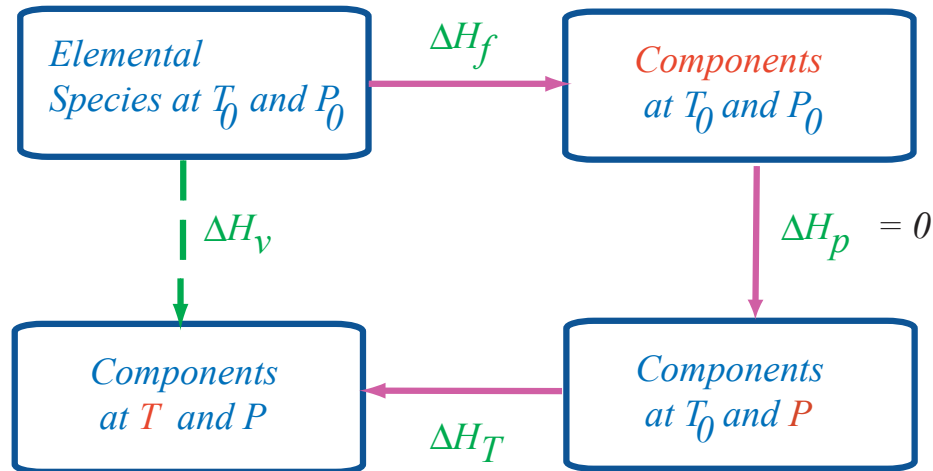 Elemental
Species at T0 and P0
ΔHf
Components
at T0 and P0
ΔHv
ΔHp = 0
Components
at T and P
ΔHT
Components
at T0 and P